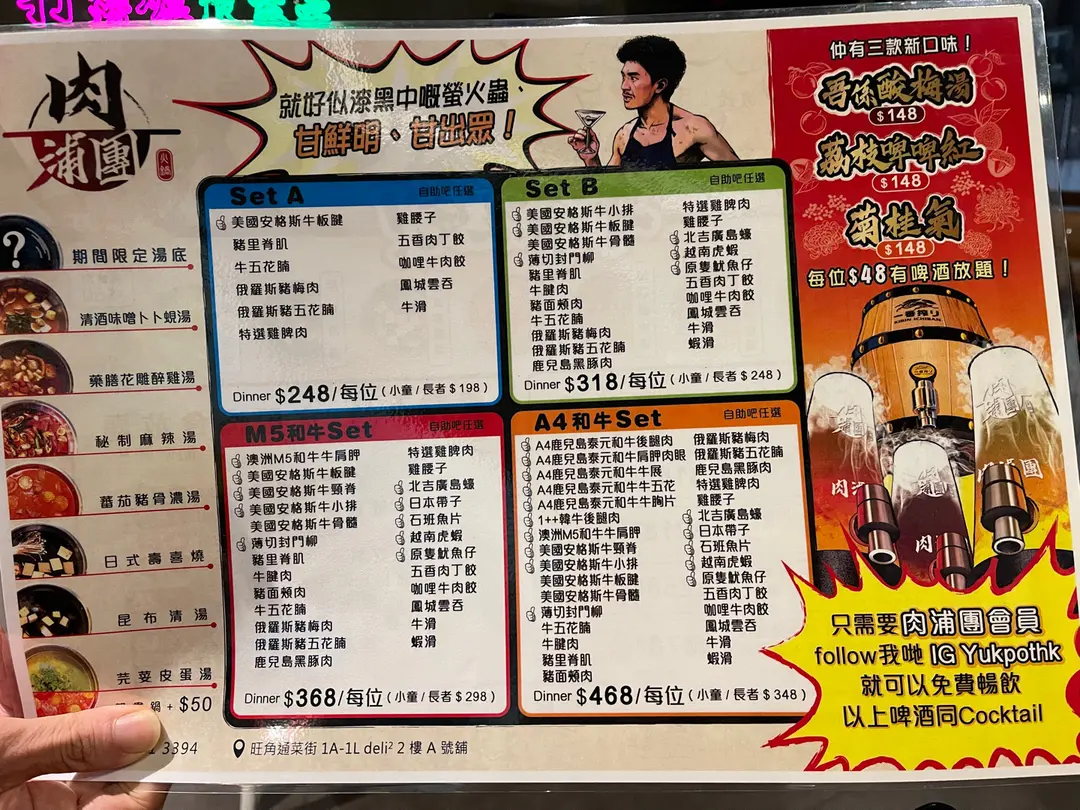 肉
浦團
火鍋
就好似漆黑中嘅螢火蟲、
甘鮮明、甘出眾！
?
期間限定湯底
清酒味噌卜卜蜆湯
藥膳花雕醉雞湯
秘制麻辣湯
蕃茄豬骨濃湯
日式壽喜燒
昆布清湯
芫荽皮蛋湯
鍋 + $50
3394
Set A 自助吧任選
美國安格斯牛板腱
豬里脊肌
牛五花腩
俄羅斯豬梅肉
俄羅斯豬五花腩
特選雞脾肉
雞腰子
五香肉丁餃
咖哩牛肉餃
鳳城雲吞
牛滑
Dinner $248/每位 (小童/長者 $198)
Set B 自助吧任選
美國安格斯牛小排
美國安格斯牛板腱
美國安格斯牛骨髓
薄切封門柳
豬里脊肌
牛腱肉
豬面頰肉
牛五花腩
俄羅斯豬梅肉
俄羅斯豬五花腩
鹿兒島黑豚肉
特選雞脾肉
雞腰子
北吉廣島蠔
越南虎蝦
原隻魷魚仔
五香肉丁餃
咖哩牛肉餃
鳳城雲吞
牛滑
蝦滑
Dinner $318/每位 (小童/長者 $248)
M5和牛Set 自助吧任選
澳洲M5和牛牛肩胛
美國安格斯牛板腱
美國安格斯牛頸脊
美國安格斯牛小排
美國安格斯牛骨髓
薄切封門柳
豬里脊肌
牛腱肉
豬面頰肉
牛五花腩
俄羅斯豬梅肉
俄羅斯豬五花腩
鹿兒島黑豚肉
特選雞脾肉
雞腰子
北吉廣島蠔
日本帶子
石班魚片
越南虎蝦
原隻魷魚仔
五香肉丁餃
咖哩牛肉餃
鳳城雲吞
牛滑
蝦滑
Dinner $368/每位 (小童/長者 $298)
A4和牛Set 自助吧任選
A4鹿兒島泰元和牛後腿肉
A4鹿兒島泰元和牛肩胛肉眼
A4鹿兒島泰元和牛牛展
A4鹿兒島泰元和牛牛五花
A4鹿兒島泰元和牛牛胸片
1++韓牛後腿肉
澳洲M5和牛牛肩胛
美國安格斯牛頸脊
美國安格斯牛小排
美國安格斯牛板腱
美國安格斯牛骨髓
薄切封門柳
牛五花腩
牛腱肉
豬里脊肌
豬面頰肉
俄羅斯豬梅肉
俄羅斯豬五花腩
鹿兒島黑豚肉
特選雞脾肉
雞腰子
北吉廣島蠔
日本帶子
石班魚片
越南虎蝦
原隻魷魚仔
五香肉丁餃
咖哩牛肉餃
鳳城雲吞
牛滑
蝦滑
Dinner $468/每位 (小童/長者 $348)
旺角通菜街 1A-1L deli² 2 樓 A 號舖
仲有三款新口味！
吾係酸梅湯
$148
荔枝啤啤紅
$148
菊桂氣
$148
每位$48有啤酒放題！
一番搾り
KIRIN ICHIBAN
只需要肉浦團會員
follow我哋 IG Yukpothk
就可以免費暢飲
以上啤酒同Cocktail